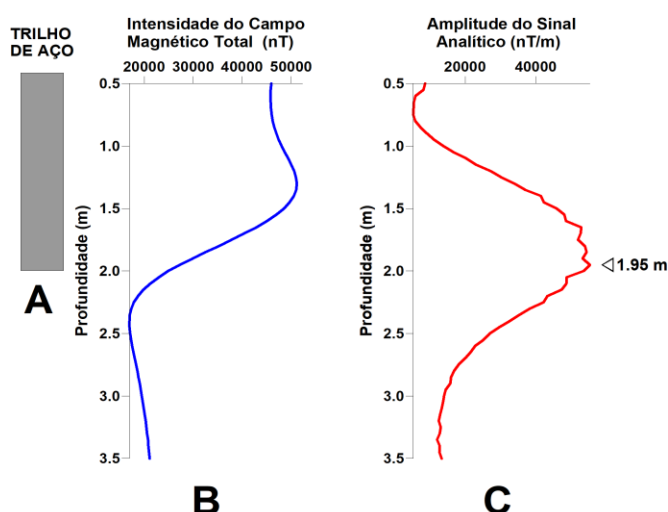 TRILHO
DE AÇO
A
Intensidade do Campo
Magnético Total (nT)
20000 30000 40000 50000
Profundidade (m)
0.5
1.0
1.5
2.0
2.5
3.0
3.5
B
Amplitude do Sinal
Analítico (nT/m)
20000 40000
Profundidade (m)
0.5
1.0
1.5
2.0
2.5
3.0
3.5
1.95 m
C